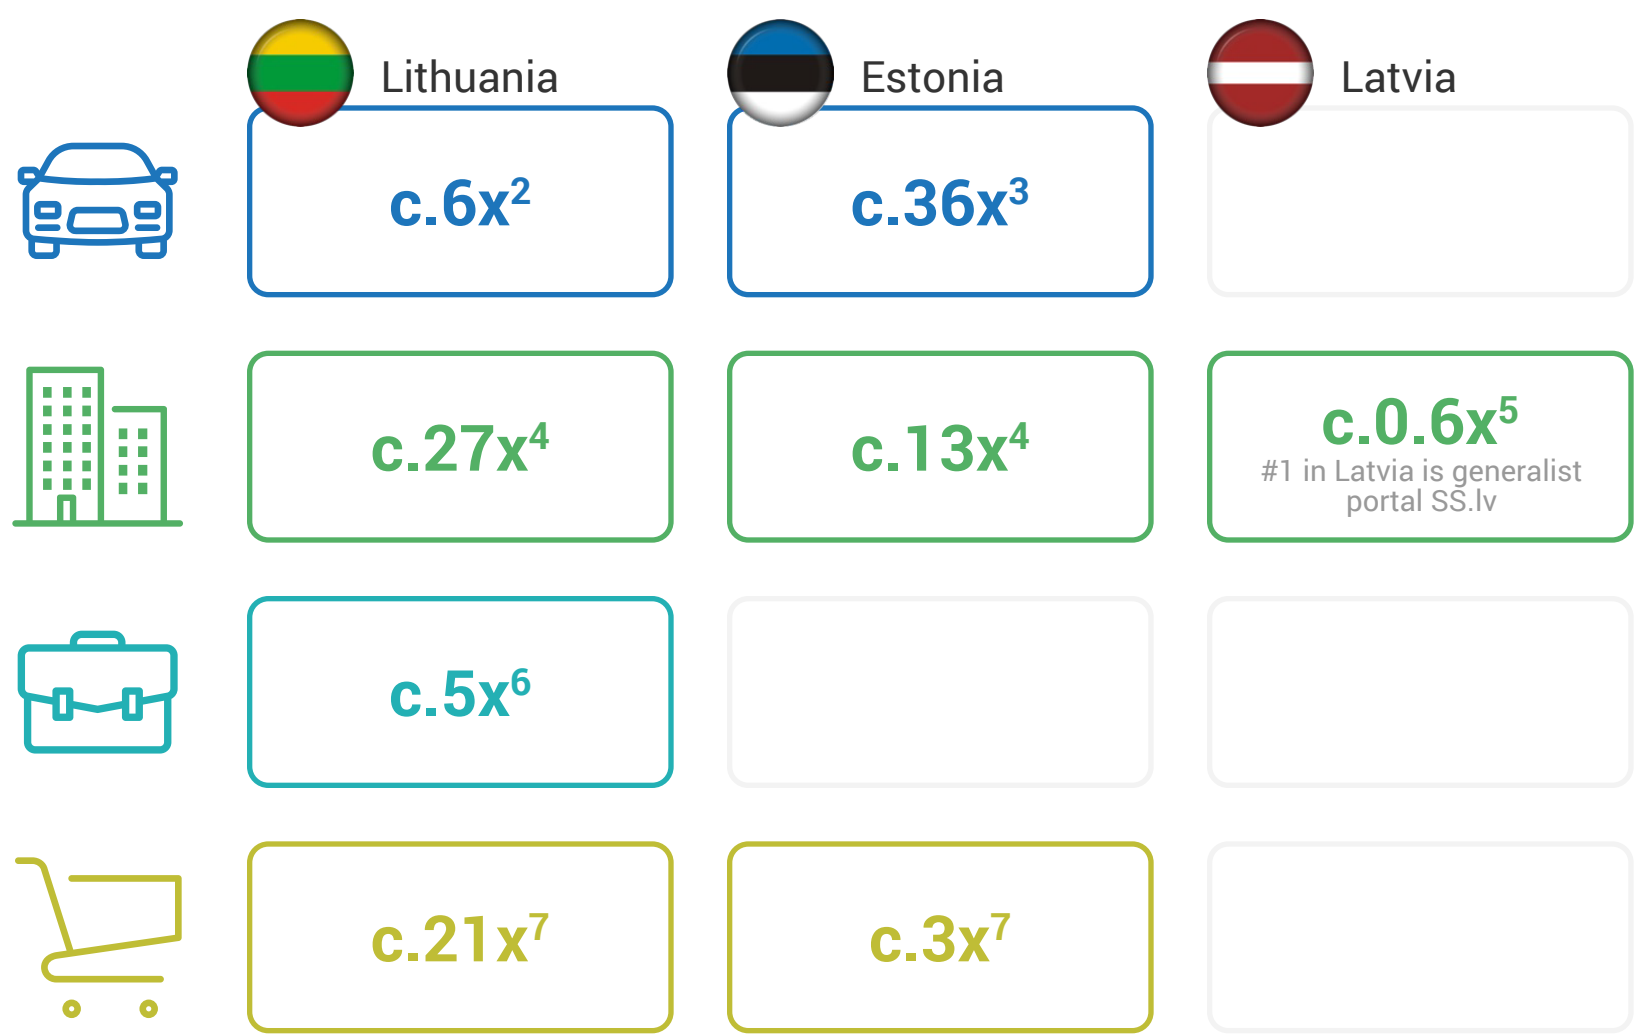 Lithuania
Estonia
Latvia
c.6x²
c.36x³
c.27x⁴
c.13x⁴
c.0.6x⁵
#1 in Latvia is generalist
portal SS.lv
c.5x⁶
c.21x⁷
c.3x⁷